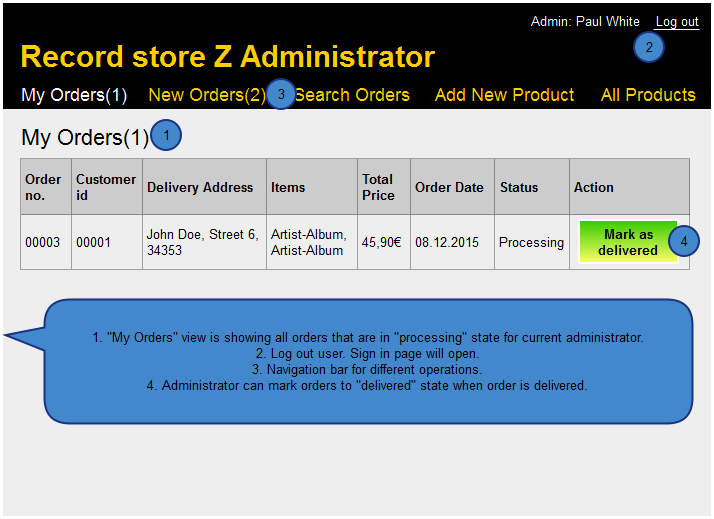 Admin: Paul White Log out
2
Record store Z Administrator
My Orders(1) New Orders(2) 3 Search Orders Add New Product All Products
My Orders(1) 1
Order no. Customer id Delivery Address Items Total Price Order Date Status Action
00003 00001 John Doe, Street 6, 34353 Artist-Album, Artist-Album 45,90€ 08.12.2015 Processing Mark as delivered 4
1. "My Orders" view is showing all orders that are in "processing" state for current administrator.
2. Log out user. Sign in page will open.
3. Navigation bar for different operations.
4. Administrator can mark orders to "delivered" state when order is delivered.